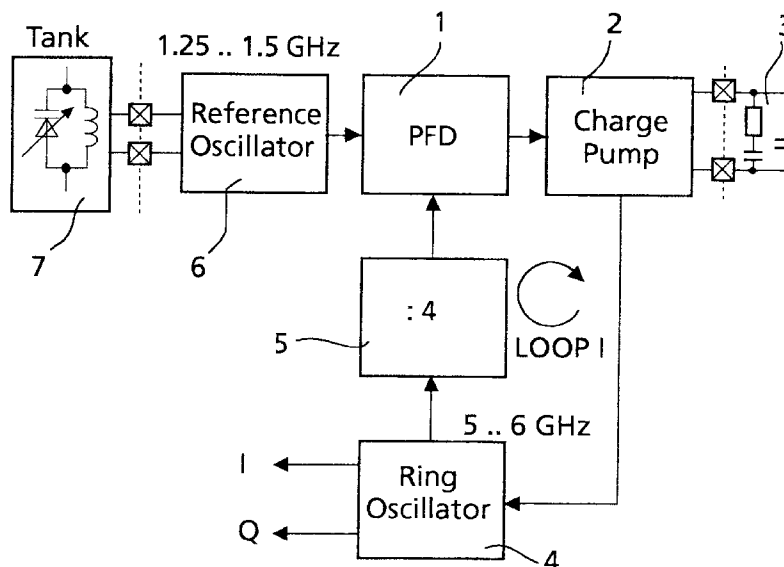 Tank
1.25 .. 1.5 GHz
1
2
3
Reference
Oscillator
PFD
Charge
Pump
7
6
: 4
5
LOOP I
5 .. 6 GHz
I
Q
Ring
Oscillator
4